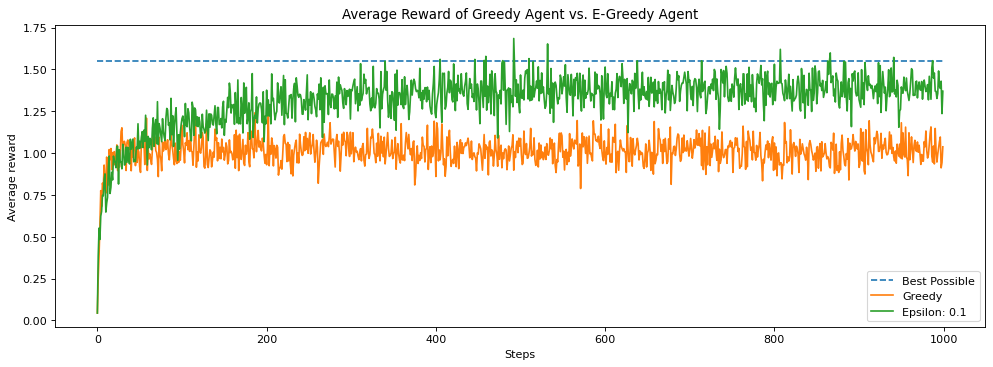 Average Reward of Greedy Agent vs. E-Greedy Agent
1.75
1.50
1.25
1.00
0.75
0.50
0.25
0.00
Average reward
0 200 400 600 800 1000
Steps
Best Possible
Greedy
Epsilon: 0.1